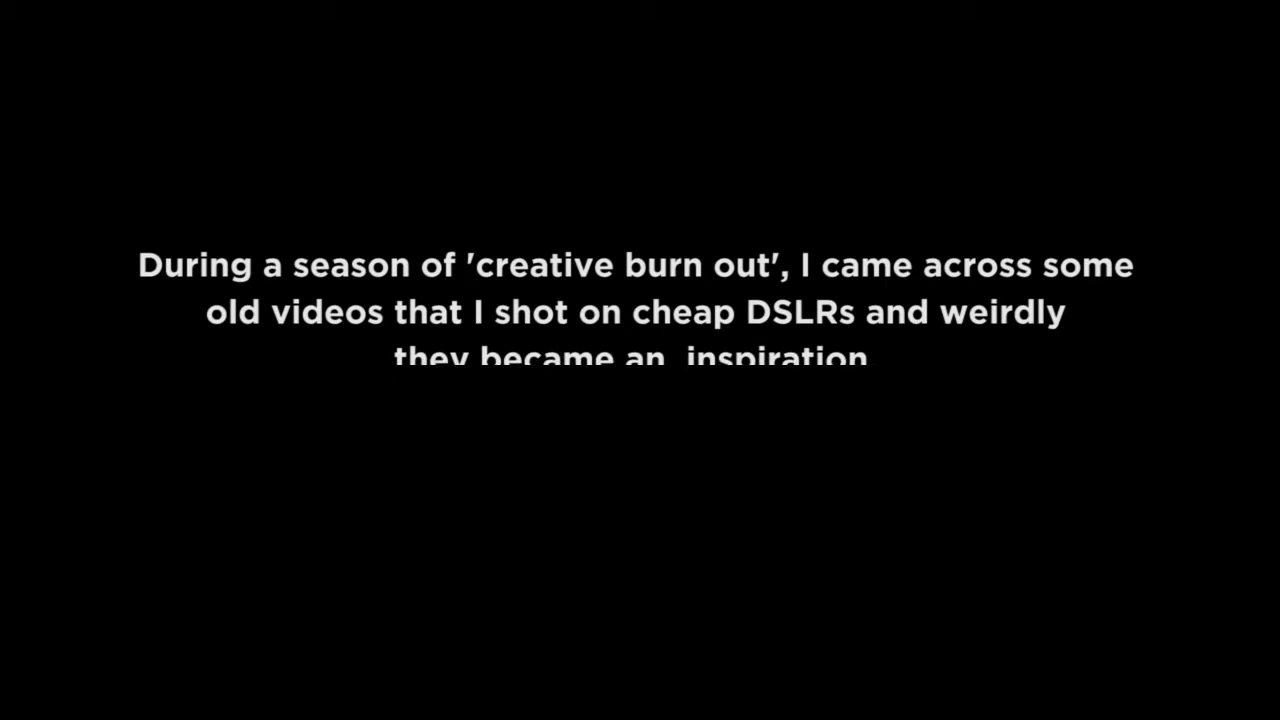 During a season of 'creative burn out', I came across some
old videos that I shot on cheap DSLRs and weirdly
they became an inspiration